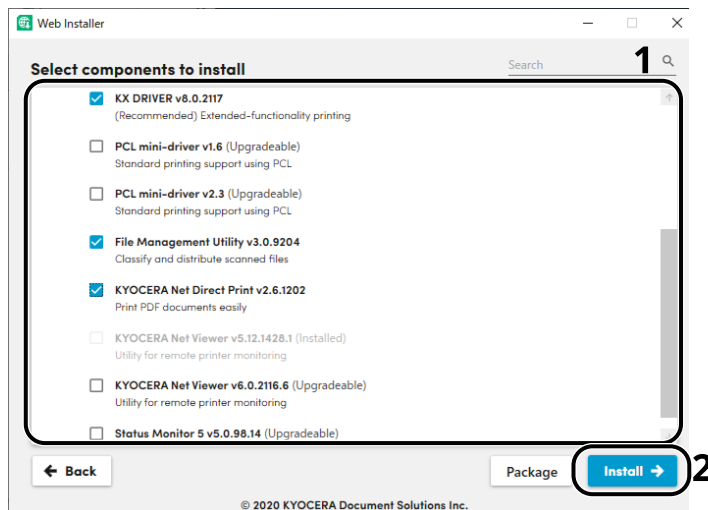 Web Installer
Select components to install
Search
1
KX DRIVER v8.0.2117
(Recommended) Extended-functionality printing
PCL mini-driver v1.6 (Upgradeable)
Standard printing support using PCL
PCL mini-driver v2.3 (Upgradeable)
Standard printing support using PCL
File Management Utility v3.0.9204
Classify and distribute scanned files
KYOCERA Net Direct Print v2.6.1202
Print PDF documents easily
KYOCERA Net Viewer v5.12.1428.1 (Installed)
Utility for remote printer monitoring
KYOCERA Net Viewer v6.0.2116.6 (Upgradeable)
Utility for remote printer monitoring
Status Monitor 5 v5.0.98.14 (Upgradeable)
Back
Package
Install
2
© 2020 KYOCERA Document Solutions Inc.